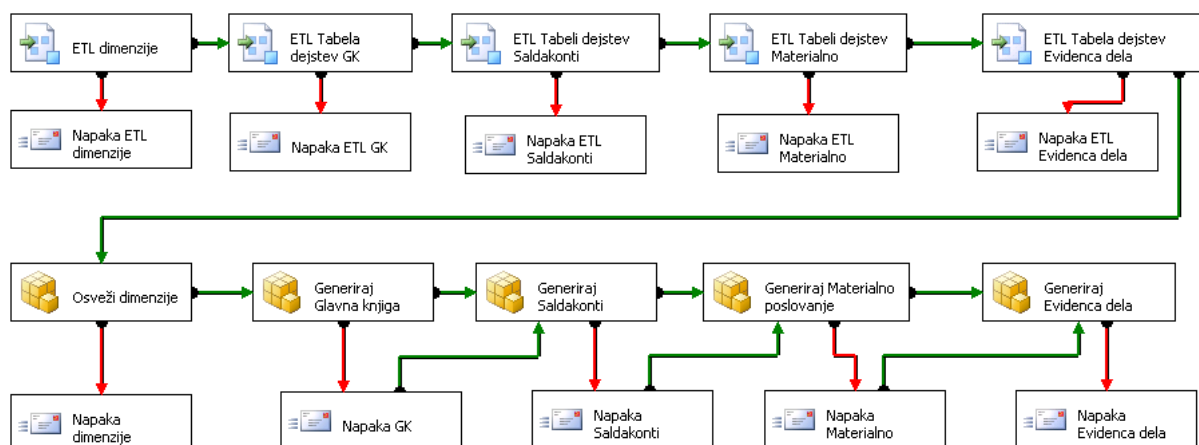 ETL dimenzije
ETL Tabela
dejstev GK
ETL Tabeli dejstev
Saldakonti
ETL Tabeli dejstev
Materialno
ETL Tabela dejstev
Evidenca dela
Napaka ETL
dimenzije
Napaka ETL GK
Napaka ETL
Saldakonti
Napaka ETL
Materialno
Napaka ETL
Evidenca dela
Osveži dimenzije
Generiraj
Glavna knjiga
Generiraj
Saldakonti
Generiraj Materialno
poslovanje
Generiraj
Evidenca dela
Napaka
dimenzije
Napaka GK
Napaka
Saldakonti
Napaka
Materialno
Napaka
Evidenca dela